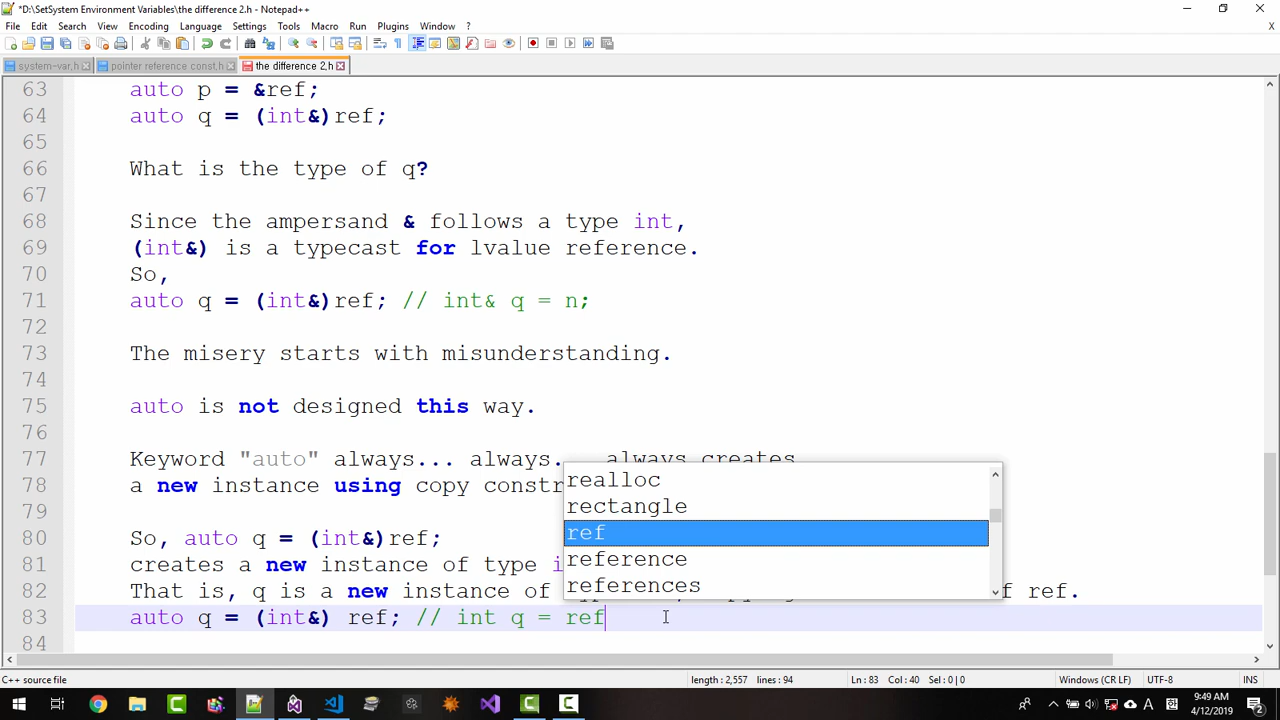 *D:\SetSystem Environment Variables\the difference 2.h - Notepad++
File Edit Search View Encoding Language Settings Tools Macro Run Plugins Window ?
X
system-var.h pointer reference const.h the difference 2.h
63 auto p = &ref;
64 auto q = (int&)ref;
65
66 What is the type of q?
67
68 Since the ampersand & follows a type int,
69 (int&) is a typecast for lvalue reference.
70 So,
71 auto q = (int&)ref; // int& q = n;
72
73 The misery starts with misunderstanding.
74
75 auto is not designed this way.
76
77 Keyword "auto" always... always... always creates
78 a new instance using copy constr
79
80 So, auto q = (int&)ref;
81 creates a new instance of type i
82 That is, q is a new instance of f ref.
83 auto q = (int&) ref; // int q = ref
84
realloc
rectangle
ref
reference
references
C++ source file length : 2,557 lines : 94 Ln : 83 Col : 40 Sel : 0 | 0 Windows (CR LF) UTF-8 INS
A 9:49 AM
4/12/2019 2